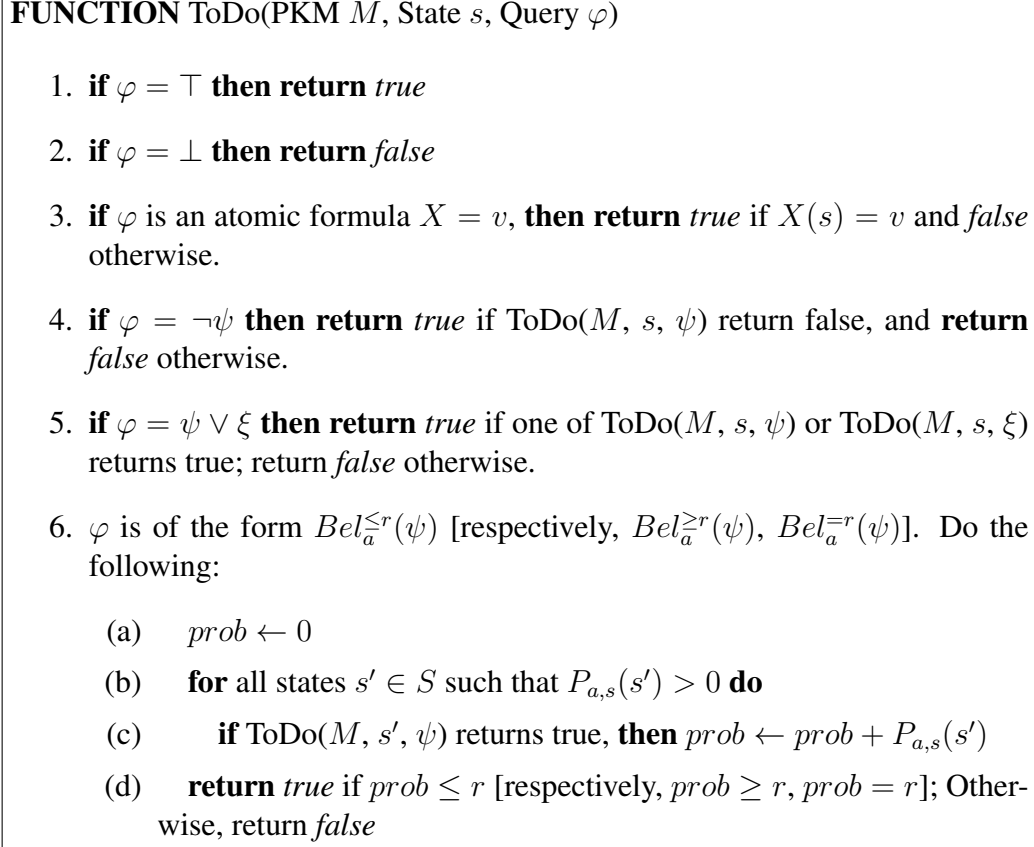 FUNCTION ToDo(PKM M, State s, Query φ)
1. if φ = ⊤ then return true
2. if φ = ⊥ then return false
3. if φ is an atomic formula X = v, then return true if X(s) = v and false
otherwise.
4. if φ = ¬ψ then return true if ToDo(M, s, ψ) return false, and return
false otherwise.
5. if φ = ψ ∨ ξ then return true if one of ToDo(M, s, ψ) or ToDo(M, s, ξ)
returns true; return false otherwise.
6. φ is of the form Bel_a^{≤r}(ψ) [respectively, Bel_a^{≥r}(ψ), Bel_a^{=r}(ψ)]. Do the
following:
(a) prob ← 0
(b) for all states s′ ∈ S such that P_{a,s}(s′) > 0 do
(c) if ToDo(M, s′, ψ) returns true, then prob ← prob + P_{a,s}(s′)
(d) return true if prob ≤ r [respectively, prob ≥ r, prob = r]; Other-
wise, return false